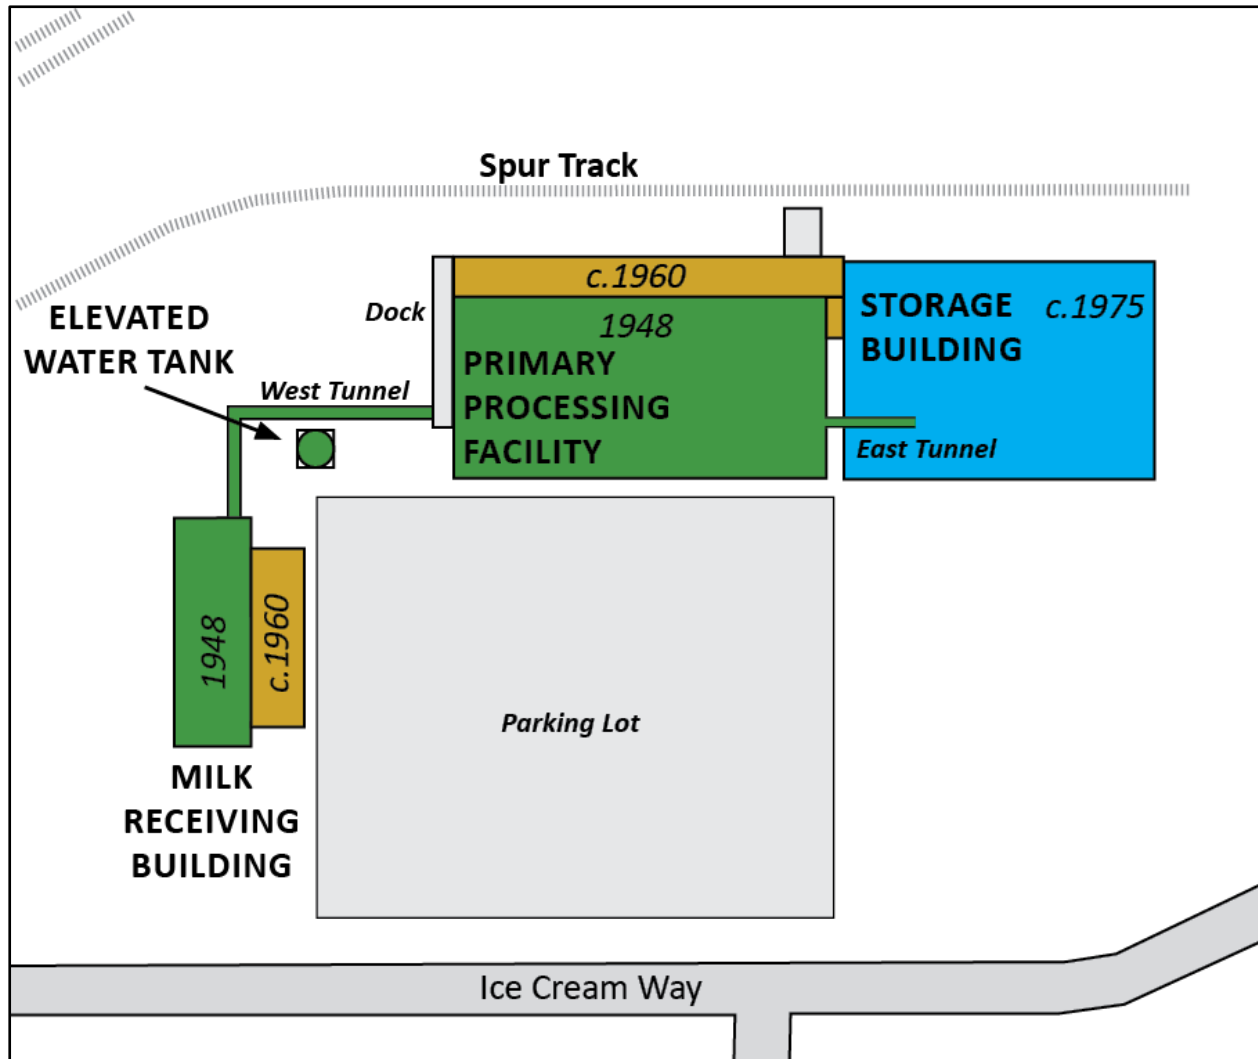 Spur Track
c.1960
ELEVATED
WATER TANK
Dock
1948
STORAGE
BUILDING
c.1975
PRIMARY
PROCESSING
FACILITY
West Tunnel
East Tunnel
1948
c.1960
Parking Lot
MILK
RECEIVING
BUILDING
Ice Cream Way